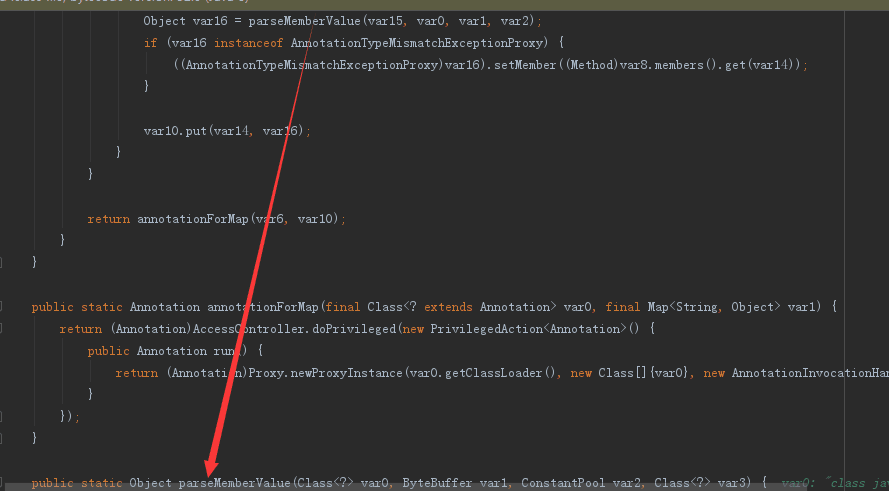 Object var16 = parseMemberValue(var15, var0, var1, var2);
if (var16 instanceof AnnotationTypeMismatchExceptionProxy) {
((AnnotationTypeMismatchExceptionProxy)var16).setMember((Method)var8.members().get(var14));
}
var10.put(var14, var16);
}
}
return annotationForMap(var6, var10);
}
}
public static Annotation annotationForMap(final Class<? extends Annotation> var0, final Map<String, Object> var1) {
return (Annotation)AccessController.doPrivileged(new PrivilegedAction<Annotation>() {
public Annotation run() {
return (Annotation)Proxy.newProxyInstance(var0.getClassLoader(), new Class[]{var0}, new AnnotationInvocationHan
}
});
}
public static Object parseMemberValue(Class<?> var0, ByteBuffer var1, ConstantPool var2, Class<?> var3) { var0: "class ja